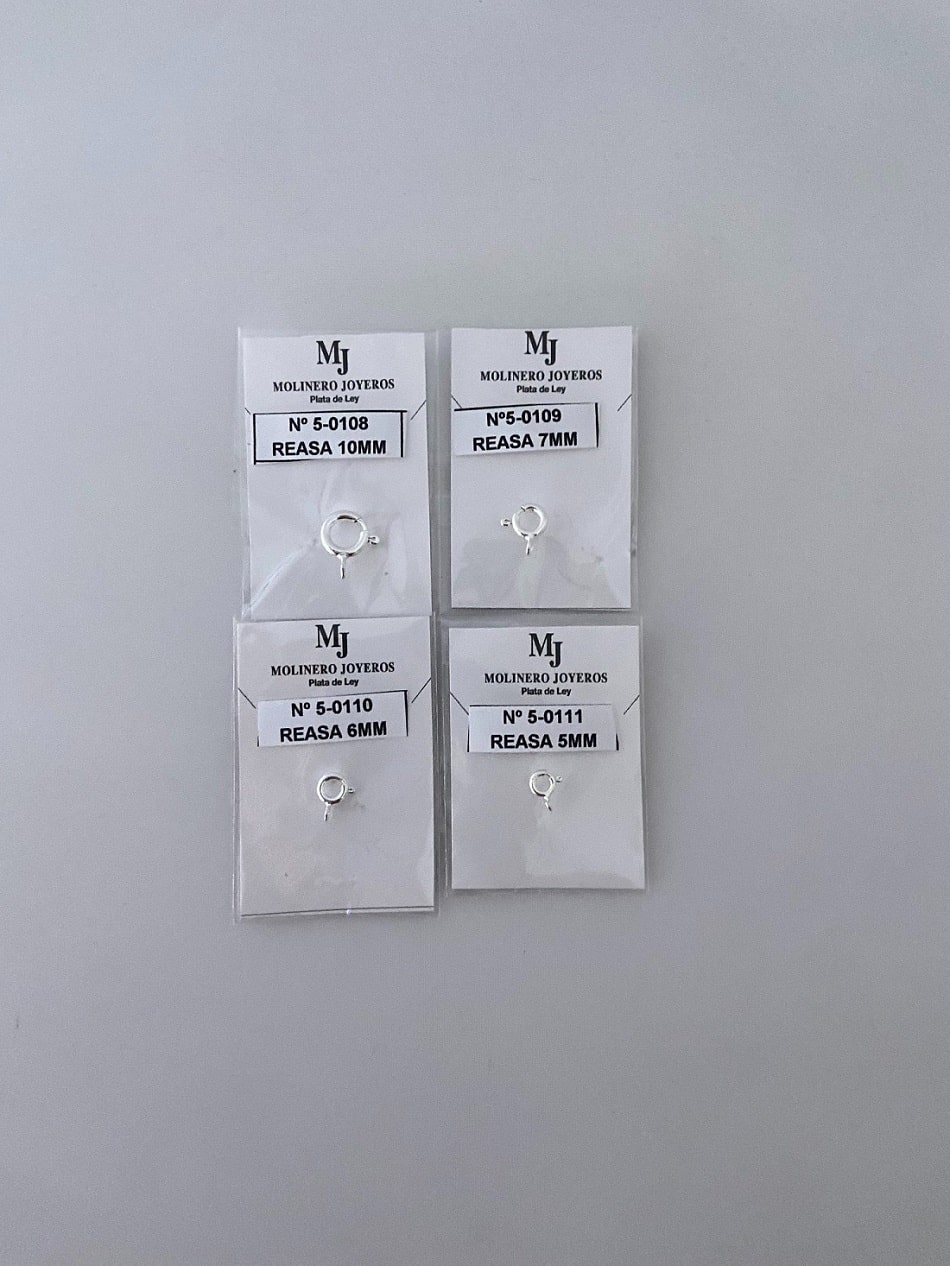 MJ
MOLINERO JOYEROS
Plata de Ley
Nº 5-0108
REASA 10MM
MJ
MOLINERO JOYEROS
Plata de Ley
Nº5-0109
REASA 7MM
MJ
MOLINERO JOYEROS
Plata de Ley
Nº 5-0110
REASA 6MM
MJ
MOLINERO JOYEROS
Plata de Ley
Nº 5-0111
REASA 5MM